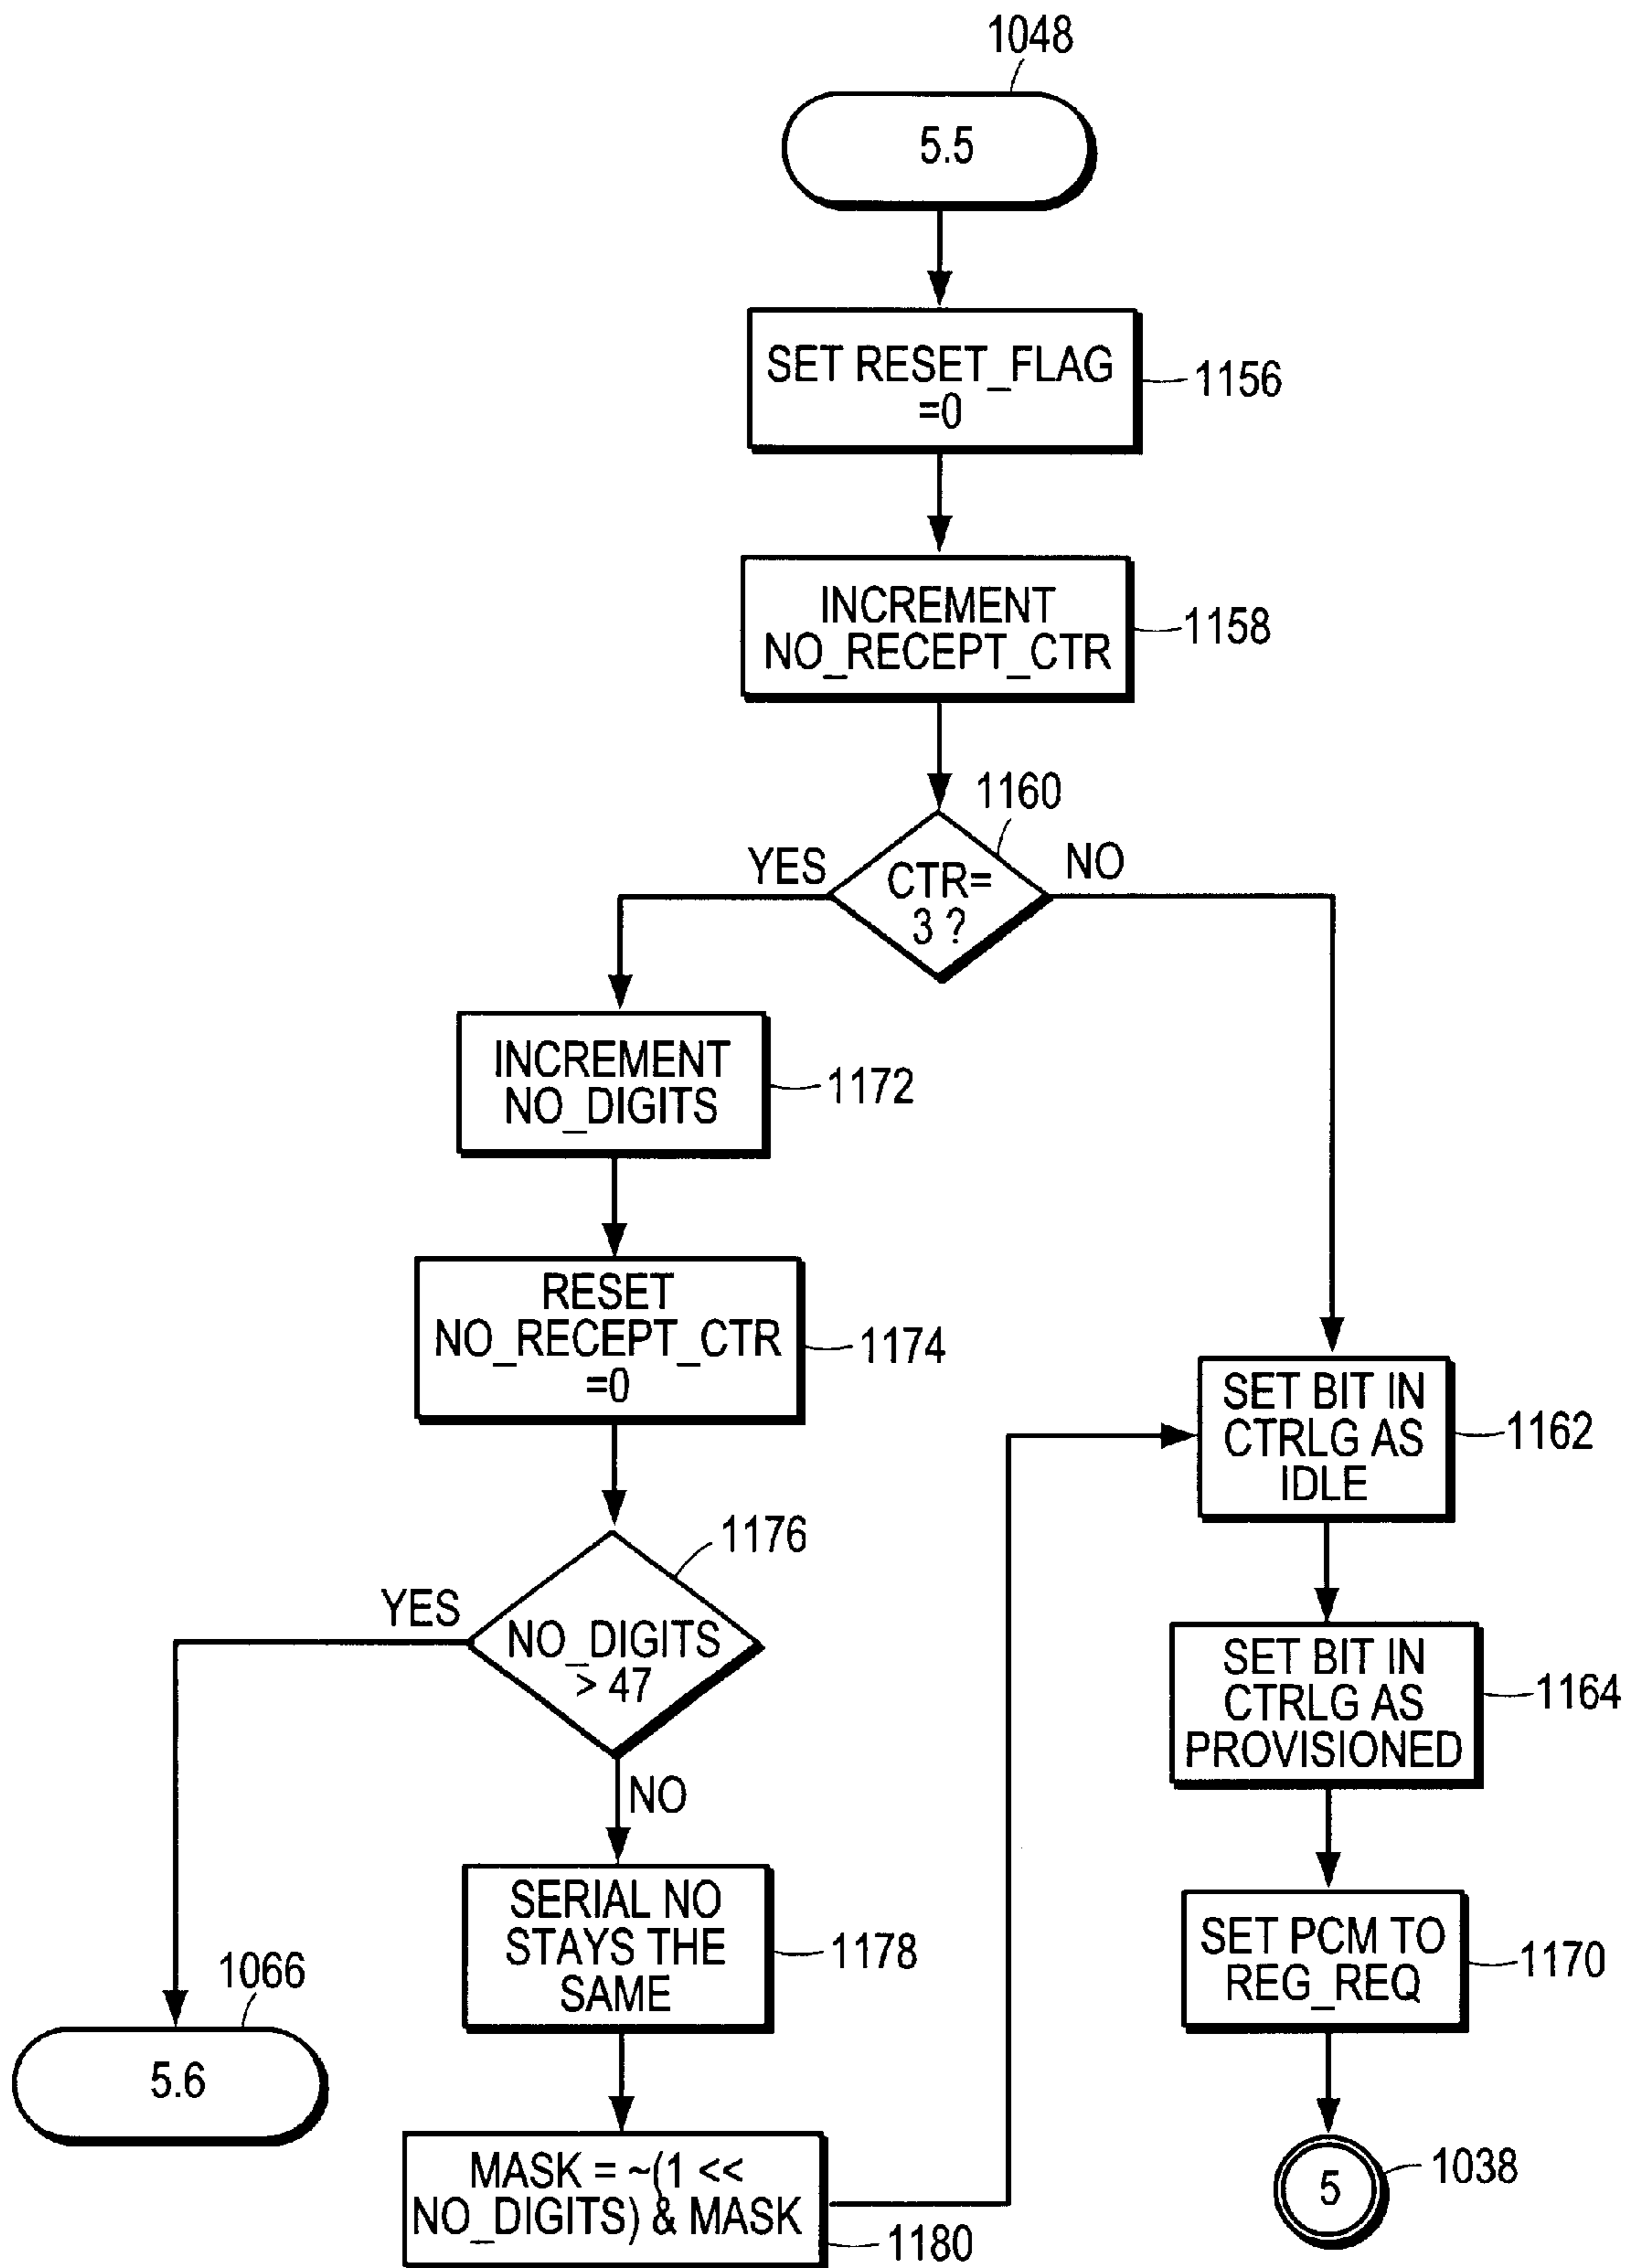 1048
5.5
SET RESET_FLAG
=0
1156
INCREMENT
NO_RECEPT_CTR
1158
1160
YES
CTR=
3 ?
NO
INCREMENT
NO_DIGITS
1172
RESET
NO_RECEPT_CTR
=0
1174
SET BIT IN
CTRLG AS
IDLE
1162
1176
YES
NO_DIGITS
> 47
NO
SET BIT IN
CTRLG AS
PROVISIONED
1164
SERIAL NO
STAYS THE
SAME
1178
SET PCM TO
REG_REQ
1170
1066
5.6
MASK = ~(1 <<
NO_DIGITS) & MASK
1180
5
1038